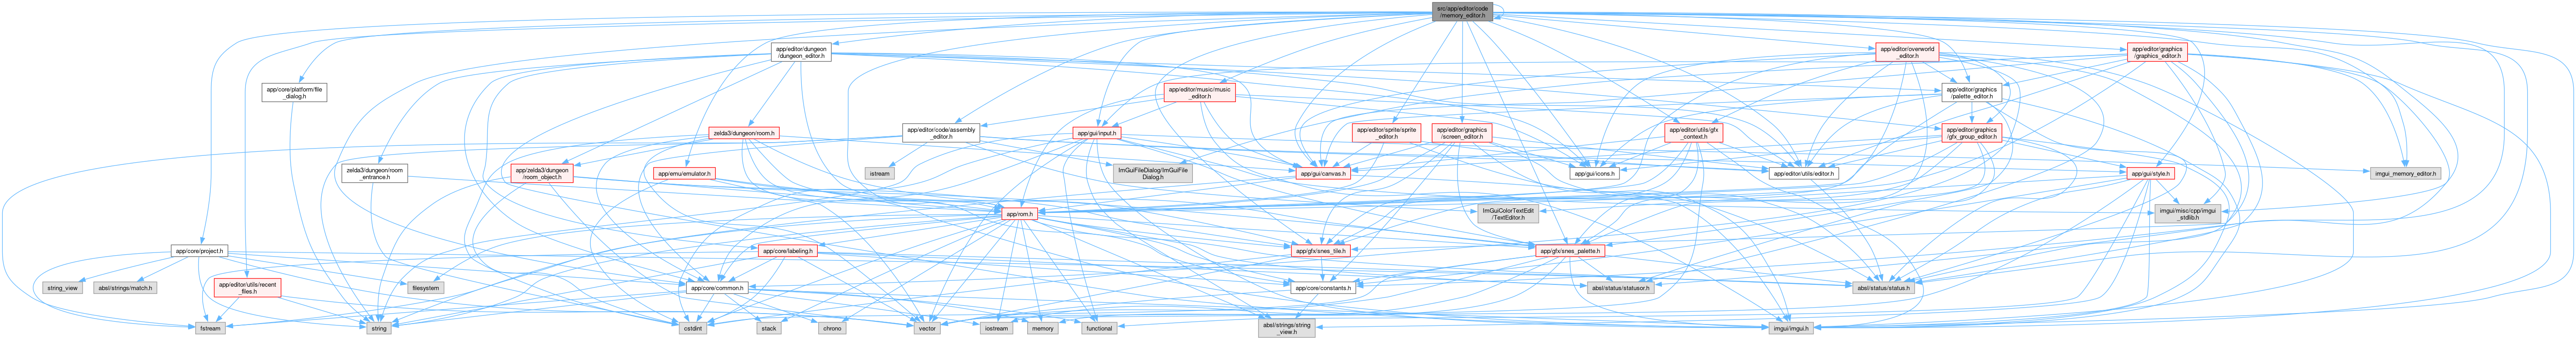 src/app/editor/code
/memory_editor.h
app/editor/dungeon
/dungeon_editor.h
app/editor/overworld
_editor.h
app/editor/graphics
/graphics_editor.h
app/core/platform/file
_dialog.h
app/editor/music/music
_editor.h
app/editor/graphics
/palette_editor.h
zelda3/dungeon/room.h
app/editor/code/assembly
_editor.h
app/gui/input.h
app/editor/sprite/sprite
_editor.h
app/editor/graphics
/screen_editor.h
app/editor/utils/gfx
_context.h
app/editor/graphics
/gfx_group_editor.h
zelda3/dungeon/room
_entrance.h
app/zelda3/dungeon
/room_object.h
app/emu/emulator.h
istream
ImGuiFileDialog/ImGuiFile
Dialog.h
app/gui/canvas.h
app/gui/icons.h
app/editor/utils/editor.h
app/gui/style.h
imgui_memory_editor.h
app/rom.h
ImGuiColorTextEdit
/TextEditor.h
imgui/misc/cpp/imgui
_stdlib.h
app/core/project.h
app/core/labeling.h
app/gfx/snes_tile.h
app/gfx/snes_palette.h
string_view
absl/strings/match.h
app/editor/utils/recent
_files.h
filesystem
app/core/common.h
app/core/constants.h
absl/status/statusor.h
absl/status/status.h
fstream
string
cstdint
stack
chrono
vector
iostream
memory
functional
absl/strings/string
_view.h
imgui/imgui.h